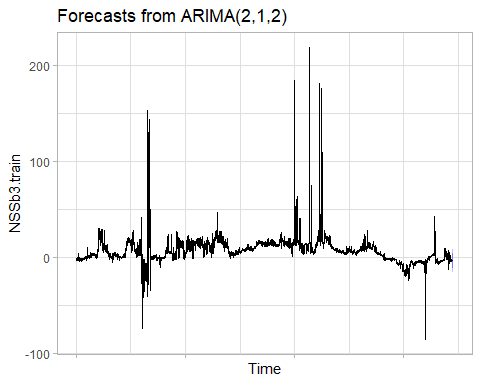 Forecasts from ARIMA(2,1,2)
200
100
0
-100
NSSb3.train
Time